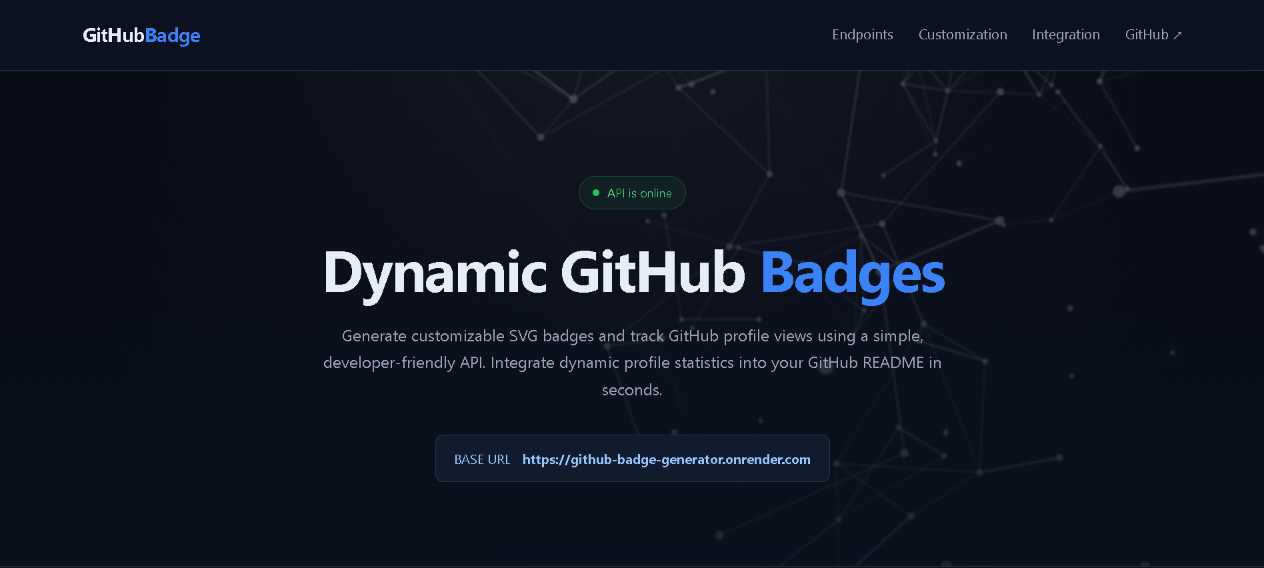 GitHubBadge
Endpoints Customization Integration GitHub ↗
API is online
Dynamic GitHub Badges
Generate customizable SVG badges and track GitHub profile views using a simple,
developer-friendly API. Integrate dynamic profile statistics into your GitHub README in
seconds.
BASE URL https://github-badge-generator.onrender.com